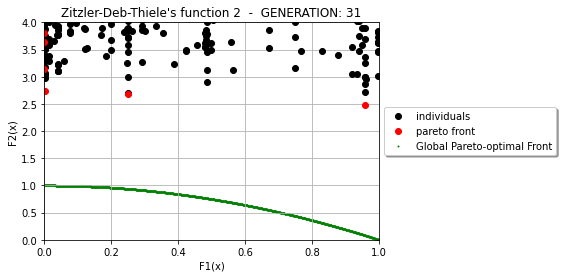 Zitzler-Deb-Thiele's function 2  -  GENERATION: 31
4.0
3.5
3.0
2.5
2.0
1.5
1.0
0.5
0.0
F2(x)
0.0 0.2 0.4 0.6 0.8 1.0
F1(x)
individuals
pareto front
Global Pareto-optimal Front